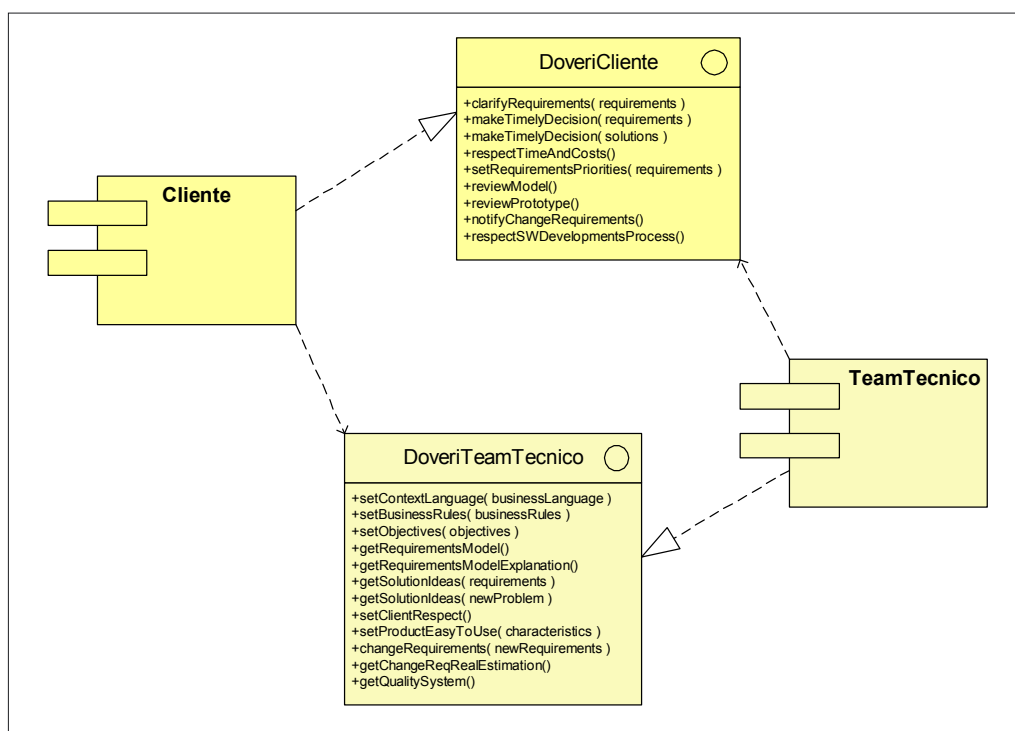 DoveriCliente
+clarifyRequirements( requirements )
+makeTimelyDecision( requirements )
+makeTimelyDecision( solutions )
+respectTimeAndCosts()
+setRequirementsPriorities( requirements )
+reviewModel()
+reviewPrototype()
+notifyChangeRequirements()
+respectSWDevelopmentsProcess()
Cliente
TeamTecnico
DoveriTeamTecnico
+setContextLanguage( businessLanguage )
+setBusinessRules( businessRules )
+setObjectives( objectives )
+getRequirementsModel()
+getRequirementsModelExplanation()
+getSolutionIdeas( requirements )
+getSolutionIdeas( newProblem )
+setClientRespect()
+setProductEasyToUse( characteristics )
+changeRequirements( newRequirements )
+getChangeReqRealEstimation()
+getQualitySystem()